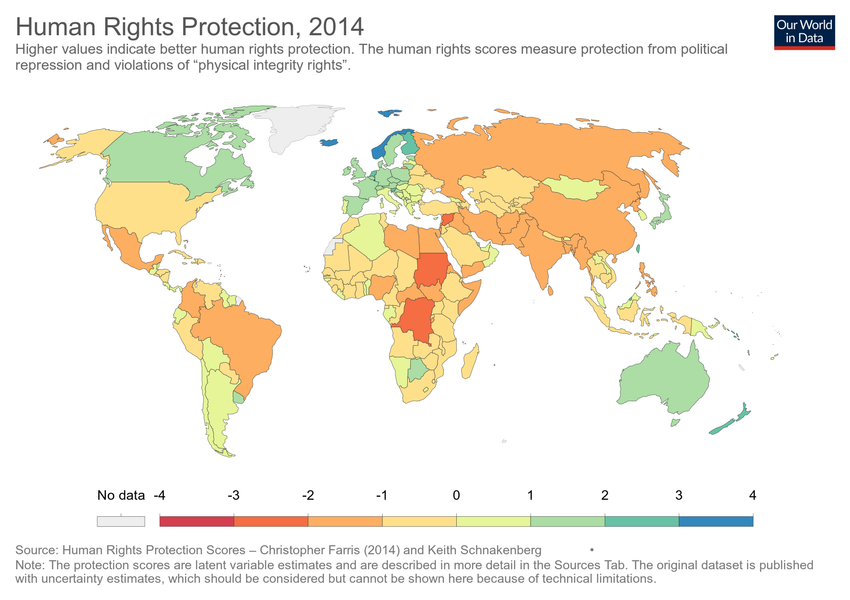 Human Rights Protection, 2014
Higher values indicate better human rights protection. The human rights scores measure protection from political
repression and violations of “physical integrity rights”.
Our World
in Data
No data -4 -3 -2 -1 0 1 2 3 4
Source: Human Rights Protection Scores – Christopher Farris (2014) and Keith Schnakenberg •
Note: The protection scores are latent variable estimates and are described in more detail in the Sources Tab. The original dataset is published
with uncertainty estimates, which should be considered but cannot be shown here because of technical limitations.